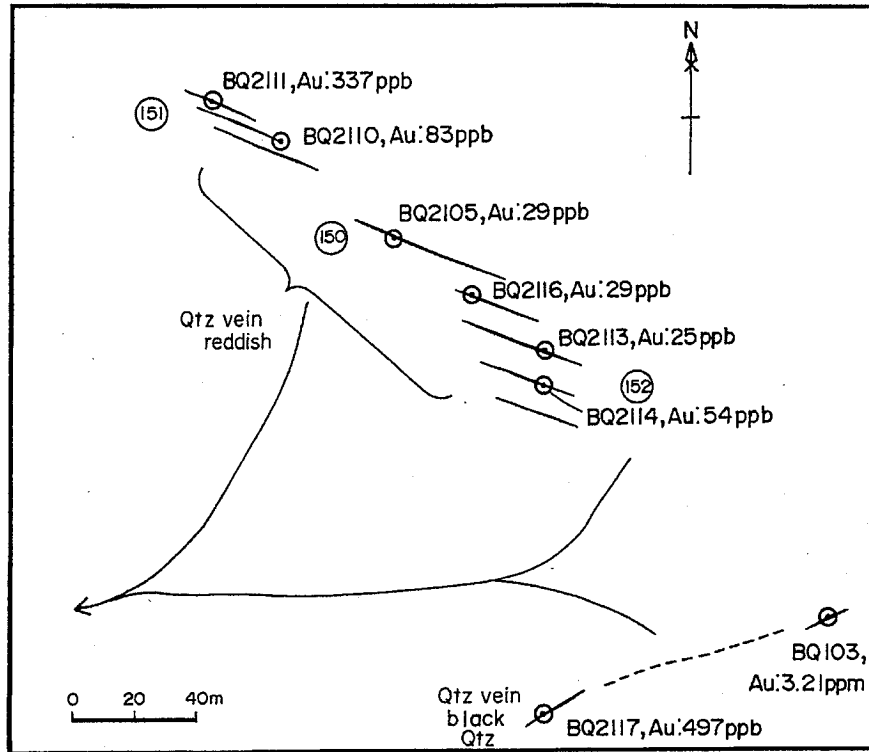 N
BQ2111, Au:337ppb
151
BQ2110, Au:83ppb
BQ2105, Au:29ppb
150
BQ2116, Au:29ppb
Qtz vein
reddish
BQ2113, Au:25ppb
152
BQ2114, Au:54ppb
BQ103,
Au:3.21ppm
0 20 40m
Qtz vein
black
Qtz
BQ2117, Au:497ppb